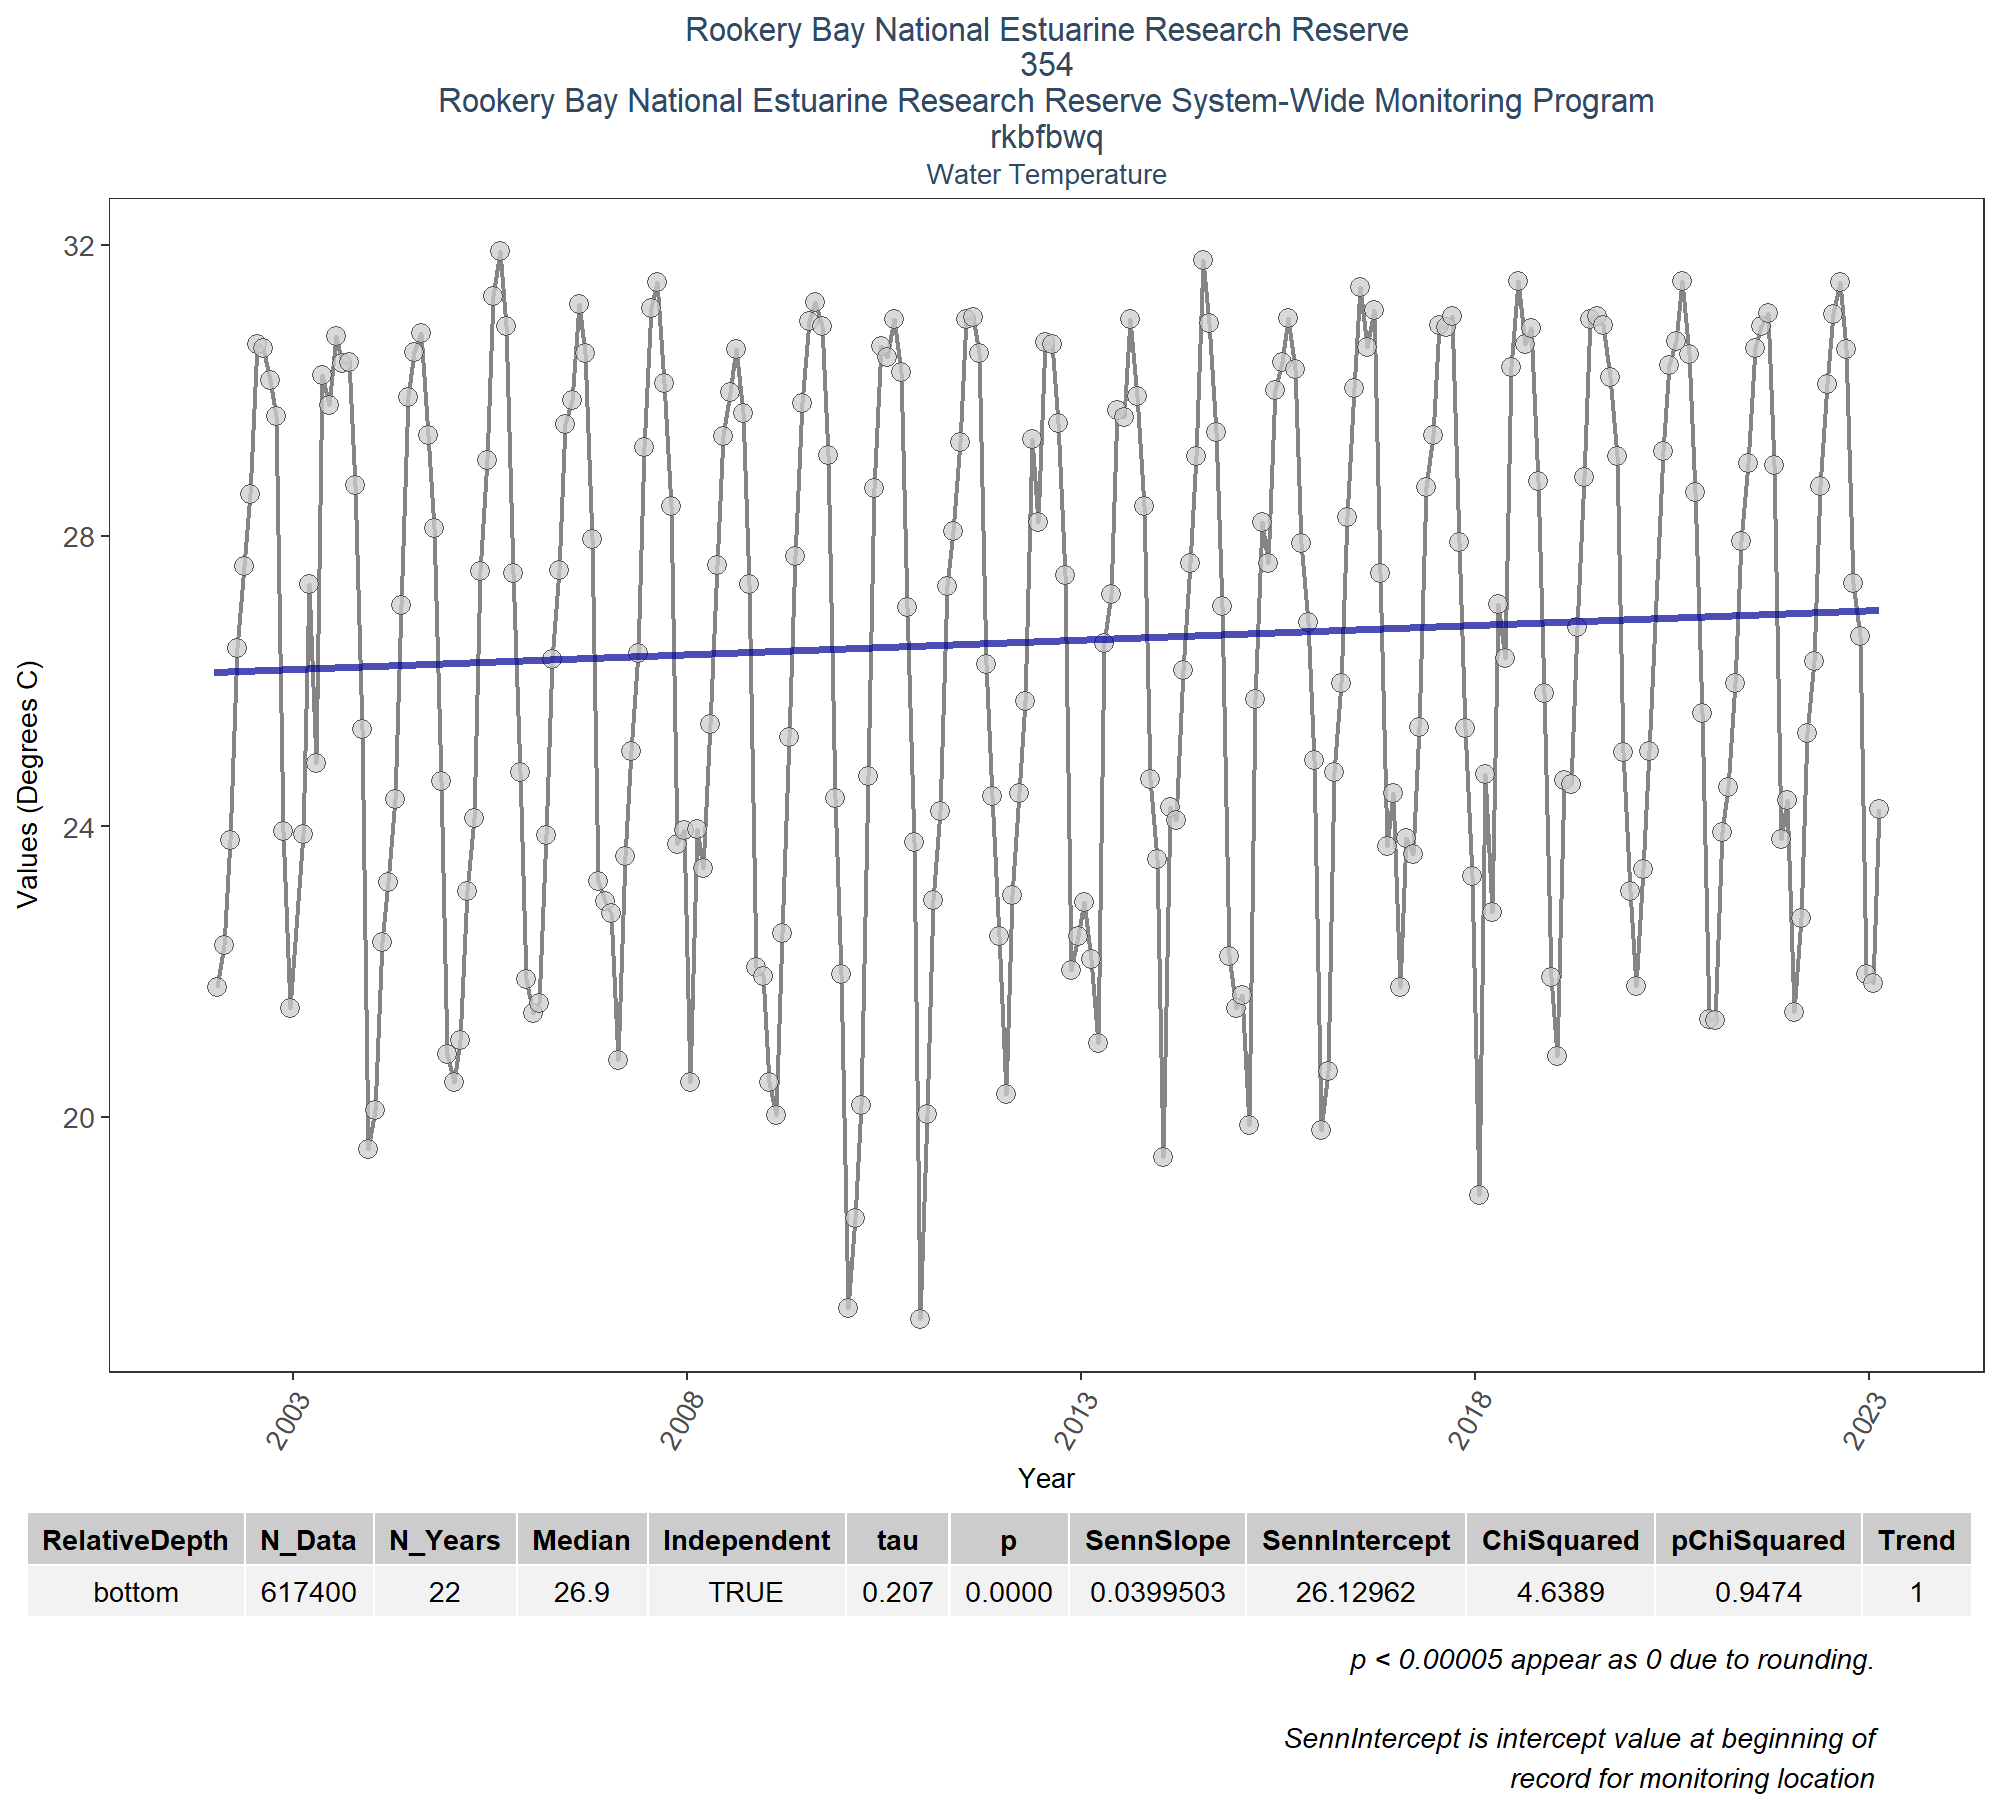 Rookery Bay National Estuarine Research Reserve
354
Rookery Bay National Estuarine Research Reserve System-Wide Monitoring Program
rkbfbwq
Water Temperature
32
28
24
20
Values (Degrees C)
2003 2008 2013 2018 2023
Year
RelativeDepth N_Data N_Years Median Independent tau p SennSlope SennIntercept ChiSquared pChiSquared Trend
bottom 617400 22 26.9 TRUE 0.207 0.0000 0.0399503 26.12962 4.6389 0.9474 1
p < 0.00005 appear as 0 due to rounding.
SennIntercept is intercept value at beginning of
record for monitoring location